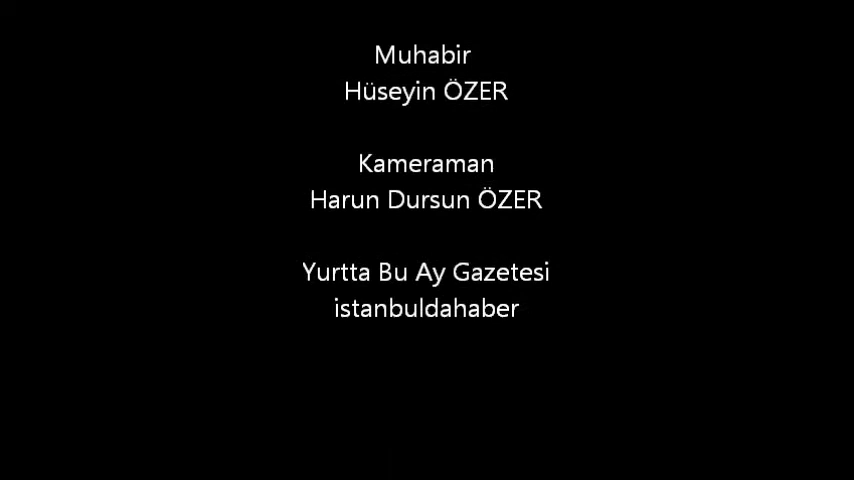 Muhabir
Hüseyin ÖZER
Kameraman
Harun Dursun ÖZER
Yurtta Bu Ay Gazetesi
istanbuldahaber